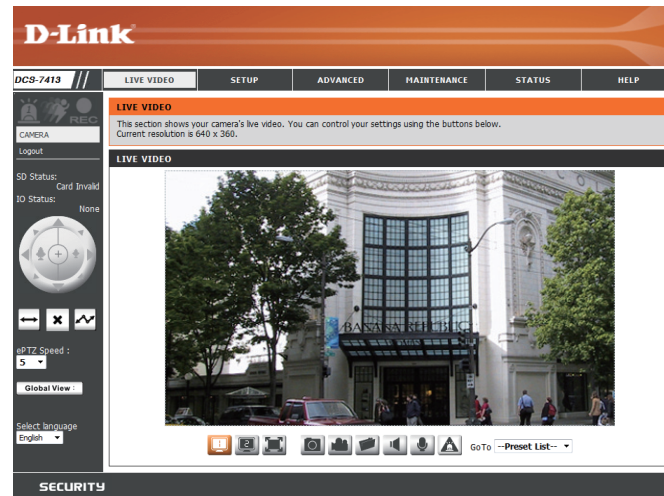 D-Link
DCS-7413
LIVE VIDEO SETUP ADVANCED MAINTENANCE STATUS HELP
REC
CAMERA
Logout
SD Status:
Card Invalid
IO Status:
None
ePTZ Speed :
5
Global View :
Select language
English
LIVE VIDEO
This section shows your camera's live video. You can control your settings using the buttons below.
Current resolution is 640 x 360.
LIVE VIDEO
BANANA REPUBLIC
1 2 GoTo --Preset List--
SECURITY